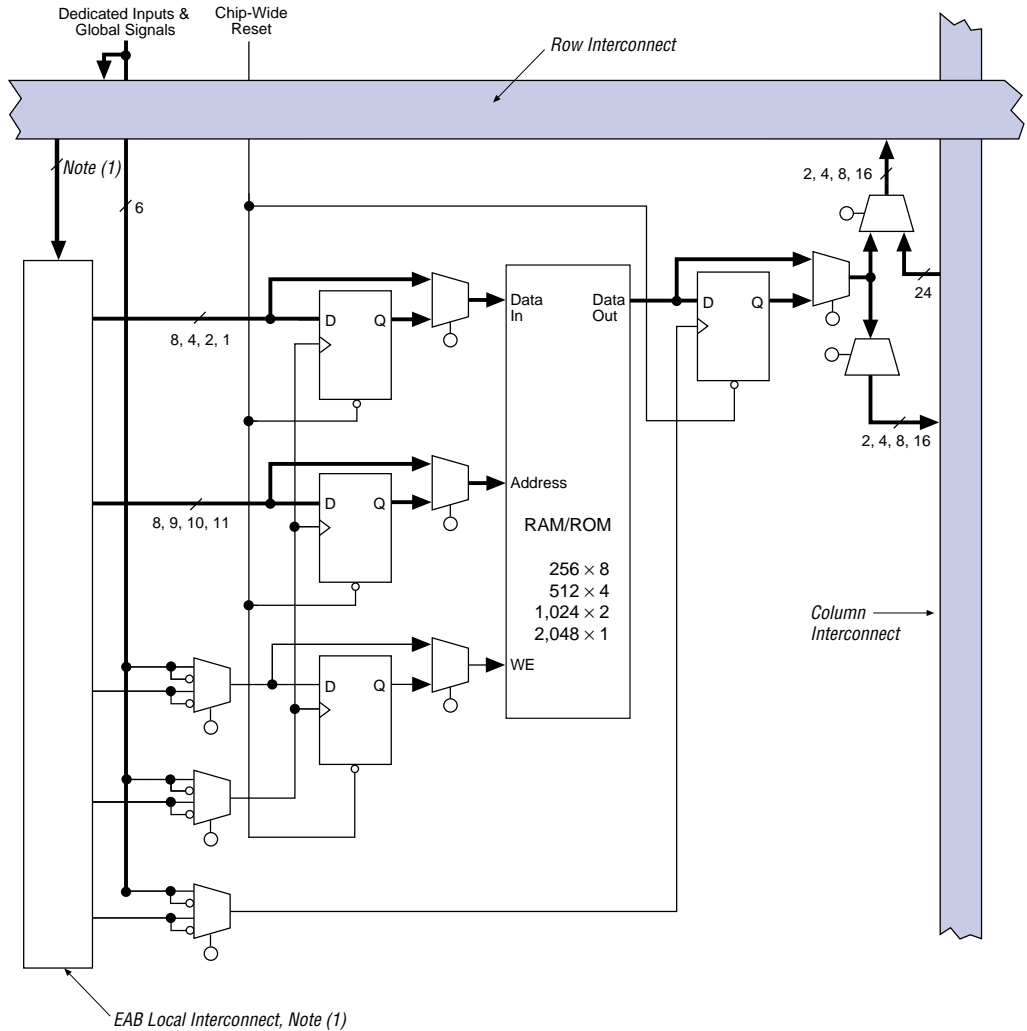 Dedicated Inputs &
Global Signals
Chip-Wide
Reset
Row Interconnect
Note (1)
6
2, 4, 8, 16
24
Data
In
Data
Out
D
Q
8, 4, 2, 1
D
Q
2, 4, 8, 16
Address
D
Q
8, 9, 10, 11
RAM/ROM
256 × 8
512 × 4
1,024 × 2
2,048 × 1
Column
Interconnect
WE
D
Q
EAB Local Interconnect, Note (1)